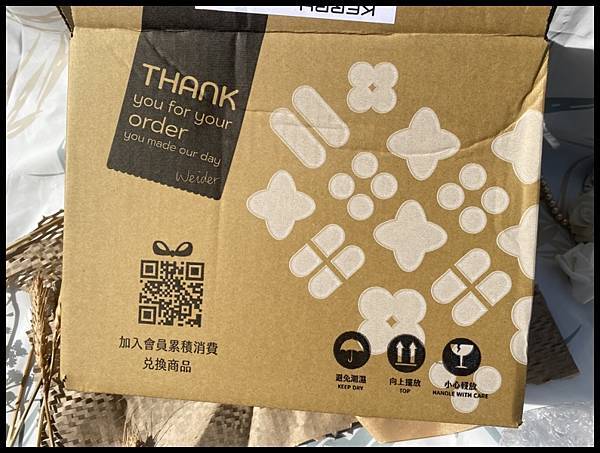 THANK
you for your
order
you made our day
Weider
加入會員累積消費
兌換商品
避免潮濕
KEEP DRY
向上擺放
TOP
小心輕放
HANDLE WITH CARE